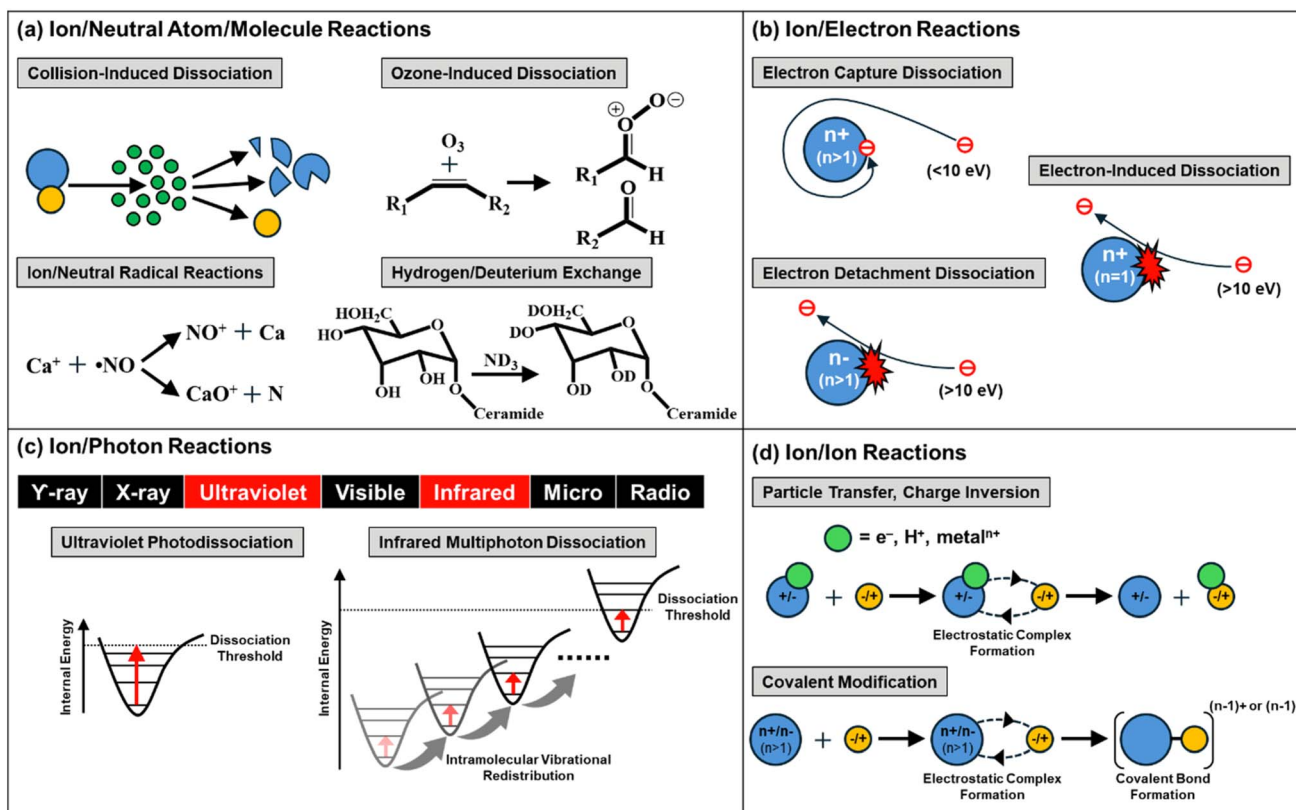 (a) Ion/Neutral Atom/Molecule Reactions
Collision-Induced Dissociation
Ozone-Induced Dissociation
O₃
+
R₁
R₂
⊕
O
O
⊖
R₁
H
O
R₂
H
Ion/Neutral Radical Reactions
Ca⁺ + •NO
NO⁺ + Ca
CaO⁺ + N
Hydrogen/Deuterium Exchange
HOH₂C
HO
O
OH
OH
O
Ceramide
ND₃
DOH₂C
DO
O
OD
OD
O
Ceramide
(b) Ion/Electron Reactions
Electron Capture Dissociation
n+
(n>1)
(<10 eV)
Electron-Induced Dissociation
n+
(n=1)
(>10 eV)
Electron Detachment Dissociation
n-
(n>1)
(>10 eV)
(c) Ion/Photon Reactions
ϒ-ray X-ray Ultraviolet Visible Infrared Micro Radio
Ultraviolet Photodissociation
Internal Energy
Dissociation
Threshold
Infrared Multiphoton Dissociation
Internal Energy
Dissociation
Threshold
Intramolecular Vibrational
Redistribution
(d) Ion/Ion Reactions
Particle Transfer, Charge Inversion
= e⁻, H⁺, metalⁿ⁺
+/- + -/+ +/- -/+ +/- + -/+
Electrostatic Complex
Formation
Covalent Modification
n+/n-
(n>1)
+ -/+
n+/n-
(n>1)
-/+
Electrostatic Complex
Formation
(n-1)+ or (n-1)
Covalent Bond
Formation